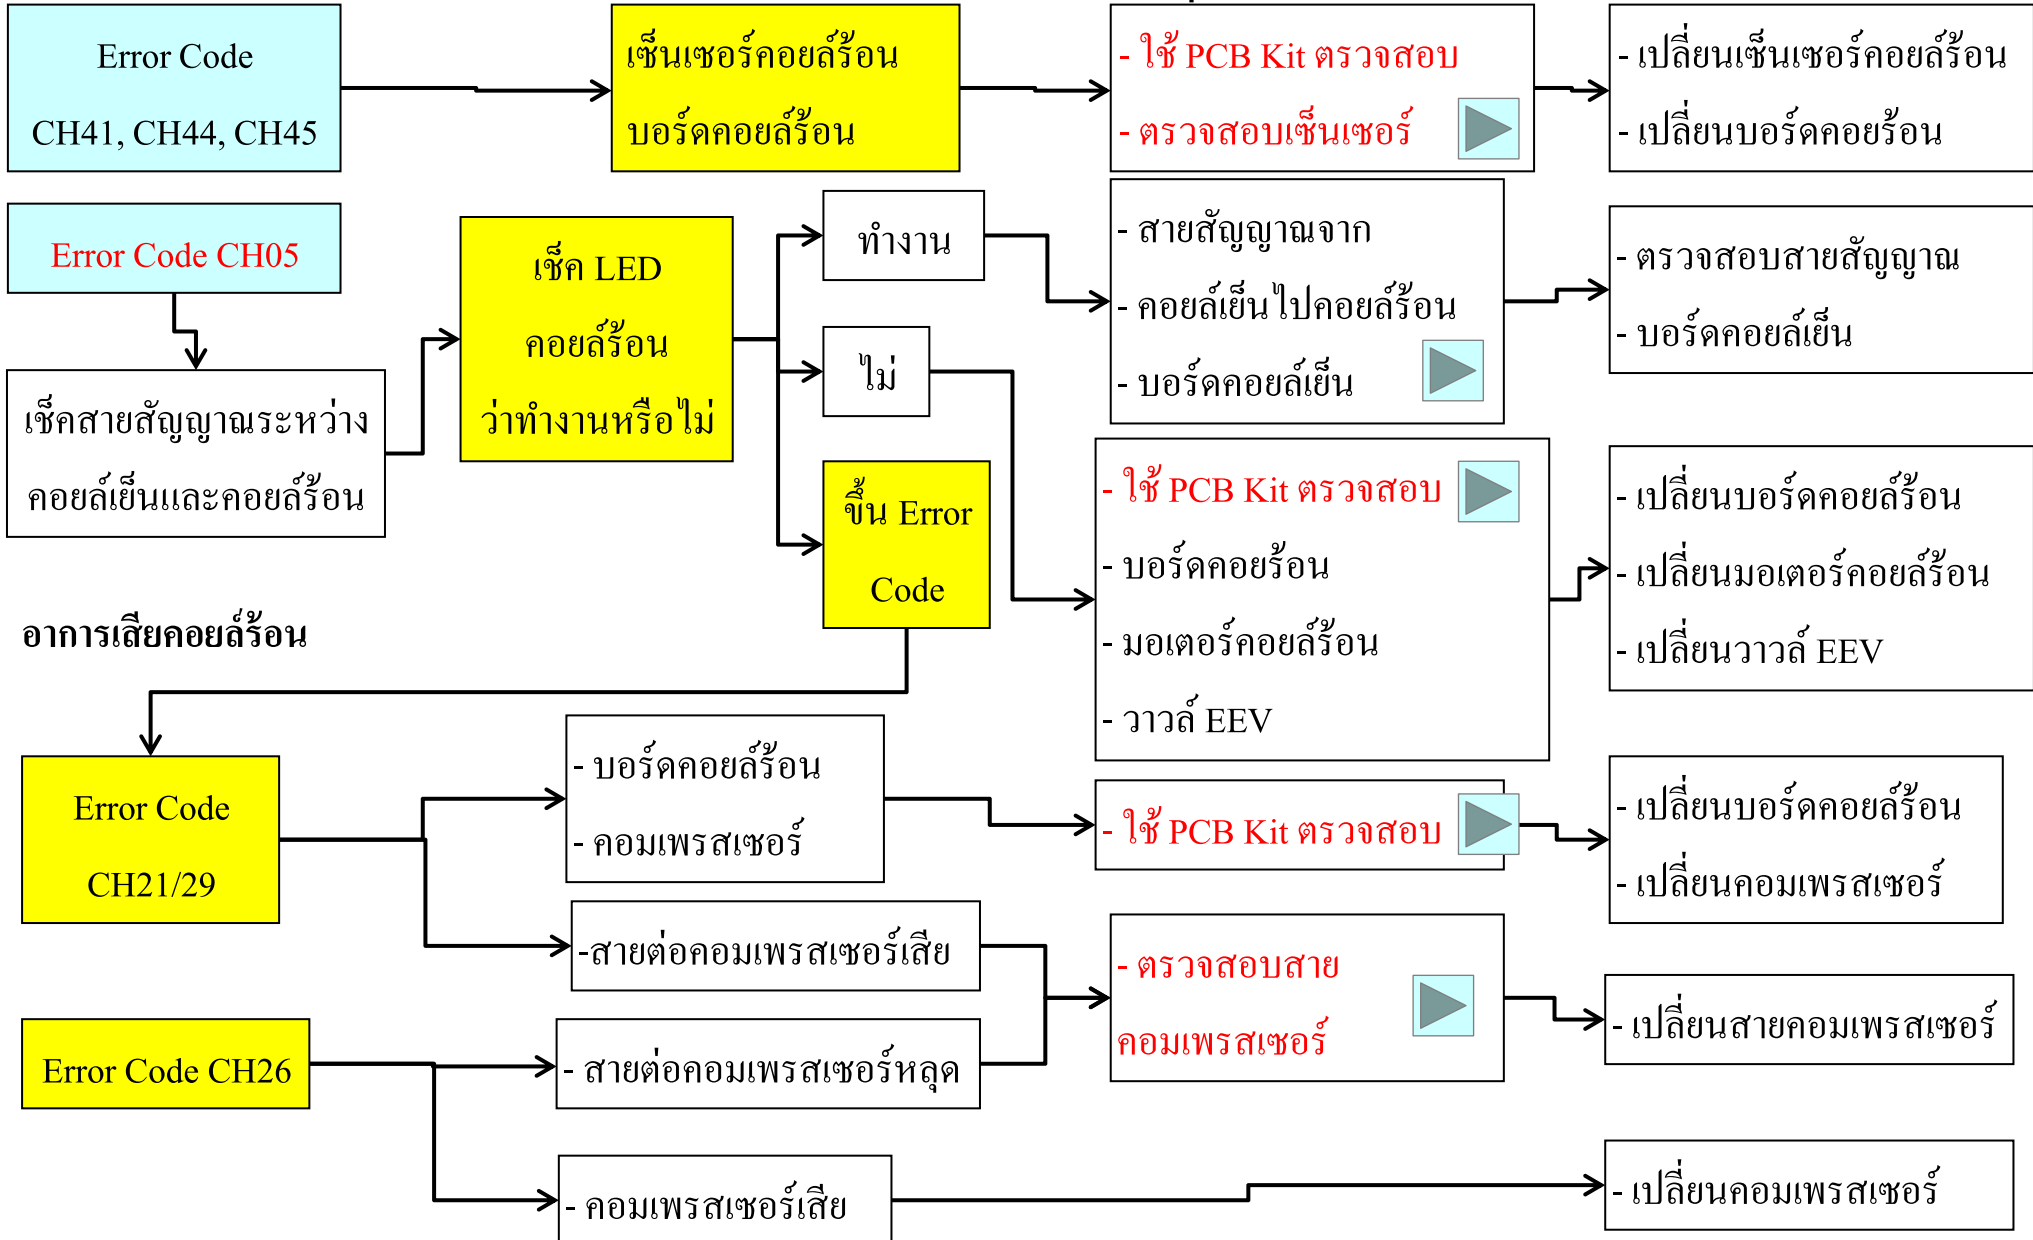 Error Code
CH41, CH44, CH45
เซ็นเซอร์คอยล์ร้อน
บอร์ดคอยล์ร้อน
- ใช้ PCB Kit ตรวจสอบ
- ตรวจสอบเซ็นเซอร์
- เปลี่ยนเซ็นเซอร์คอยล์ร้อน
- เปลี่ยนบอร์ดคอยร้อน
Error Code CH05
เช็คสายสัญญาณระหว่าง
คอยล์เย็นและคอยล์ร้อน
เช็ค LED
คอยล์ร้อน
ว่าทำงานหรือไม่
ทำงาน
- สายสัญญาณจาก
- คอยล์เย็นไปคอยล์ร้อน
- บอร์ดคอยล์เย็น
- ตรวจสอบสายสัญญาณ
- บอร์ดคอยล์เย็น
ไม่
- ใช้ PCB Kit ตรวจสอบ
- บอร์ดคอยร้อน
- มอเตอร์คอยล์ร้อน
- วาวล์ EEV
- เปลี่ยนบอร์ดคอยล์ร้อน
- เปลี่ยนมอเตอร์คอยล์ร้อน
- เปลี่ยนวาวล์ EEV
ขึ้น Error
Code
อาการเสียคอยล์ร้อน
Error Code
CH21/29
- บอร์ดคอยล์ร้อน
- คอมเพรสเซอร์
- ใช้ PCB Kit ตรวจสอบ
- เปลี่ยนบอร์ดคอยล์ร้อน
- เปลี่ยนคอมเพรสเซอร์
-สายต่อคอมเพรสเซอร์เสีย
- ตรวจสอบสาย
คอมเพรสเซอร์
- เปลี่ยนสายคอมเพรสเซอร์
Error Code CH26
- สายต่อคอมเพรสเซอร์หลุด
- คอมเพรสเซอร์เสีย
- เปลี่ยนคอมเพรสเซอร์